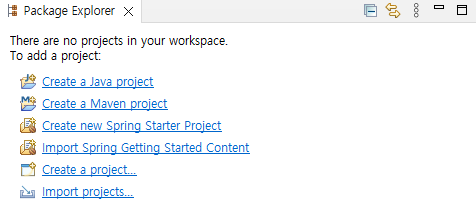 Package Explorer
There are no projects in your workspace.
To add a project:
Create a Java project
Create a Maven project
Create new Spring Starter Project
Import Spring Getting Started Content
Create a project...
Import projects...